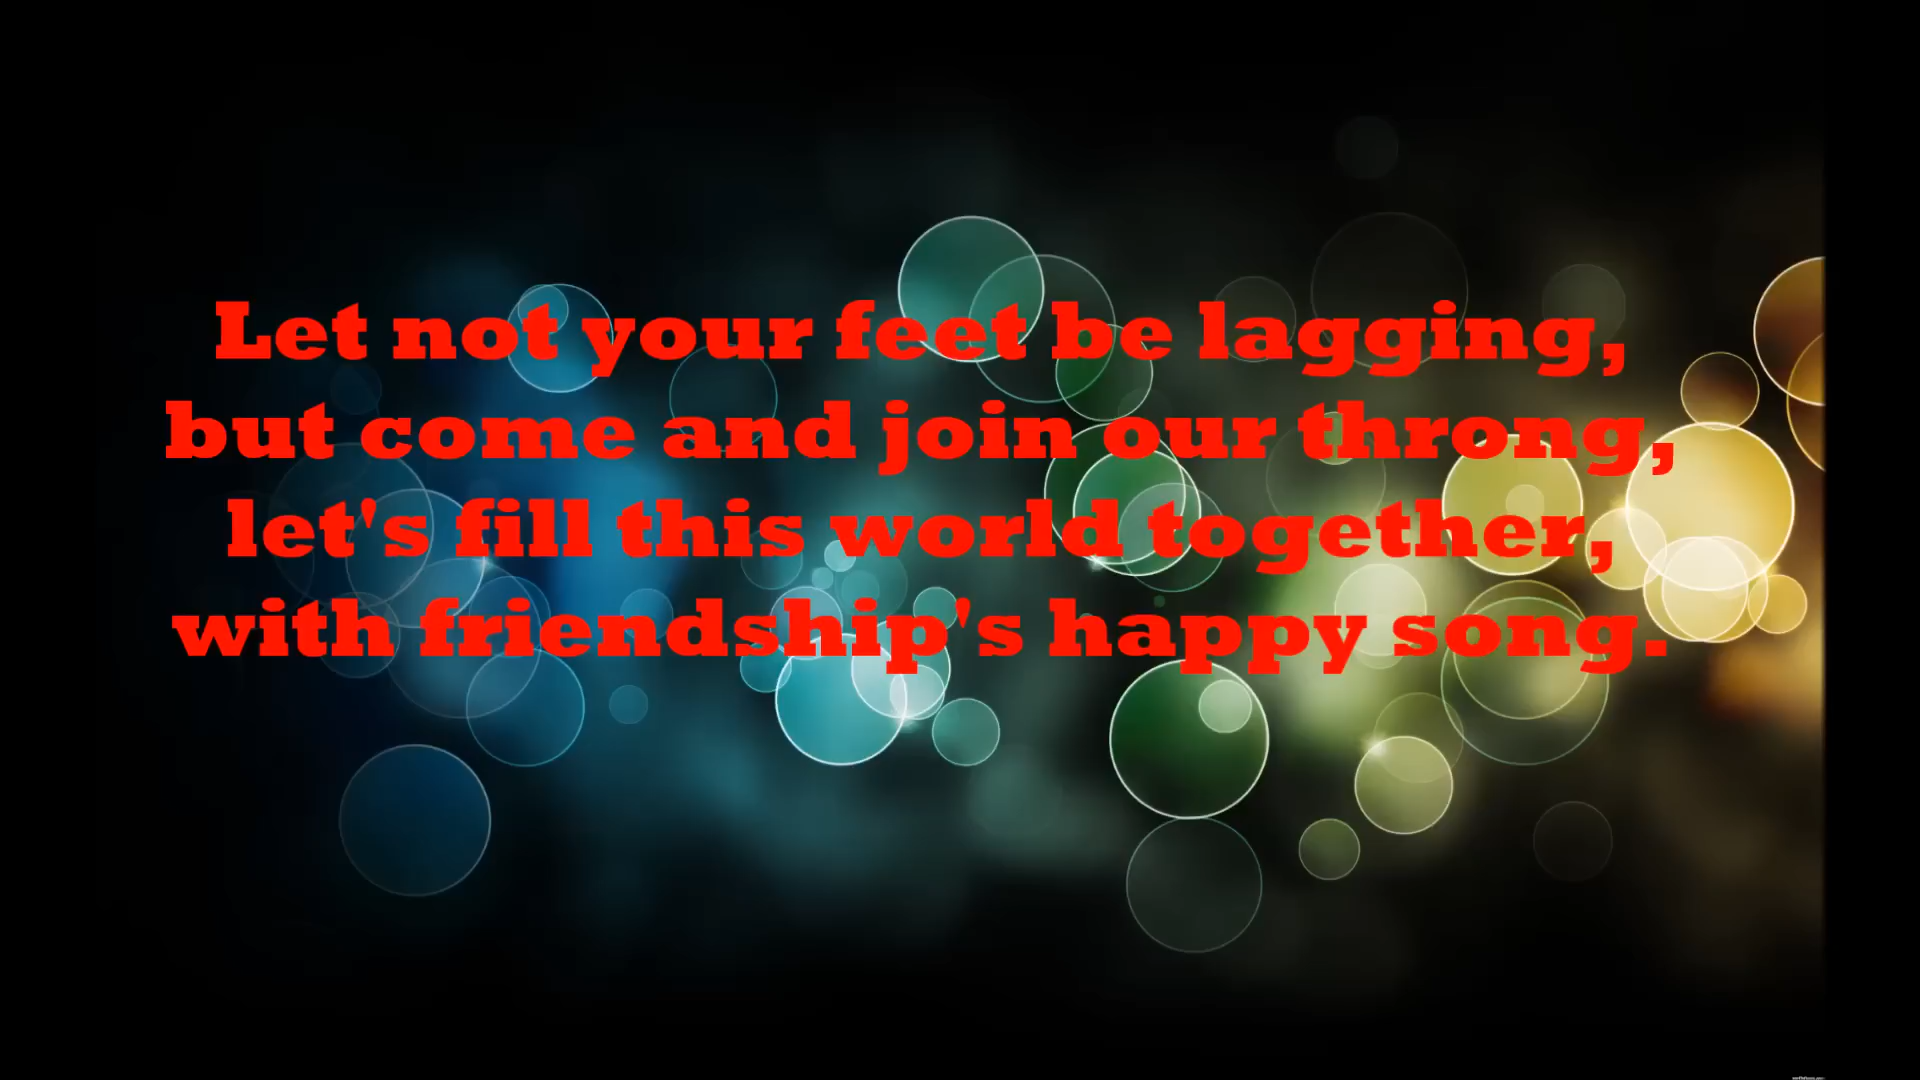 Let not your feet be lagging,
but come and join our throng,
let's fill this world together,
with friendship's happy song.